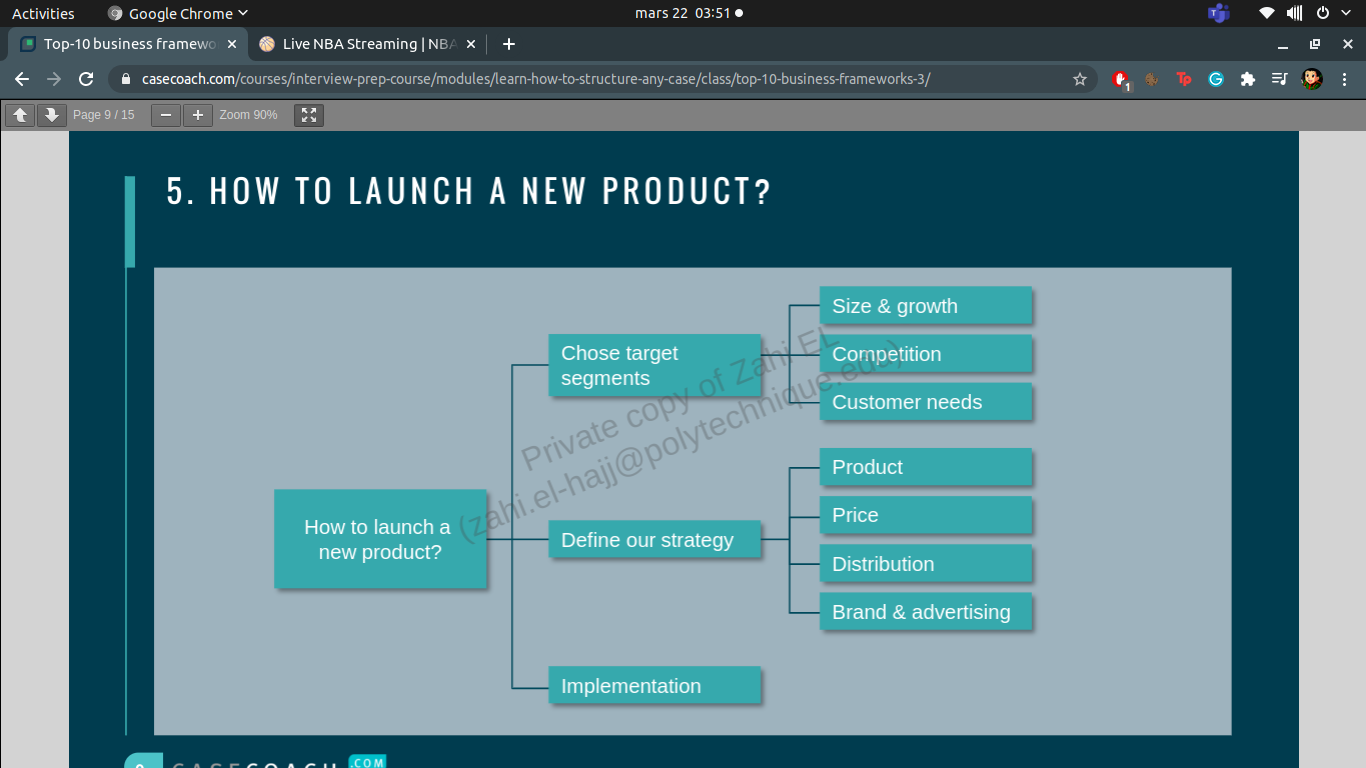 Activities
Google Chrome
mars 22 03:51
Top-10 business framewo
Live NBA Streaming | NBA
casecoach.com/courses/interview-prep-course/modules/learn-how-to-structure-any-case/class/top-10-business-frameworks-3/
1
Page 9 / 15
Zoom 90%
5. HOW TO LAUNCH A NEW PRODUCT?
Size & growth
Chose target
segments
Competition
Customer needs
Private copy of Zahi EL
(zahi.el-hajj@polytechnique.edu)
Product
Price
How to launch a
new product?
Define our strategy
Distribution
Brand & advertising
Implementation
CASECOACH
.COM